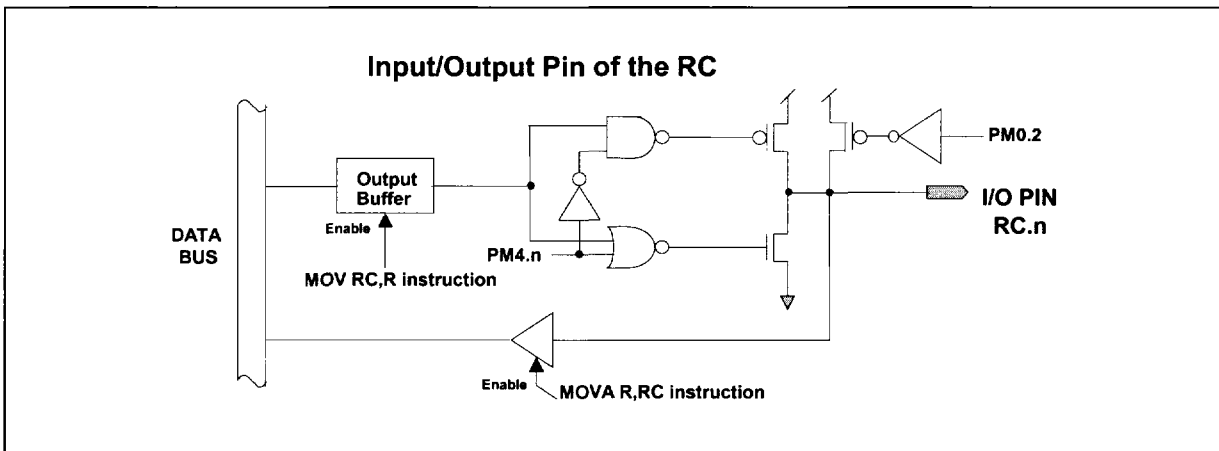 Input/Output Pin of the RC
PM0.2
Output
Buffer
I/O PIN
RC.n
Enable
DATA
BUS
PM4.n
MOV RC,R instruction
Enable
MOVA R,RC instruction